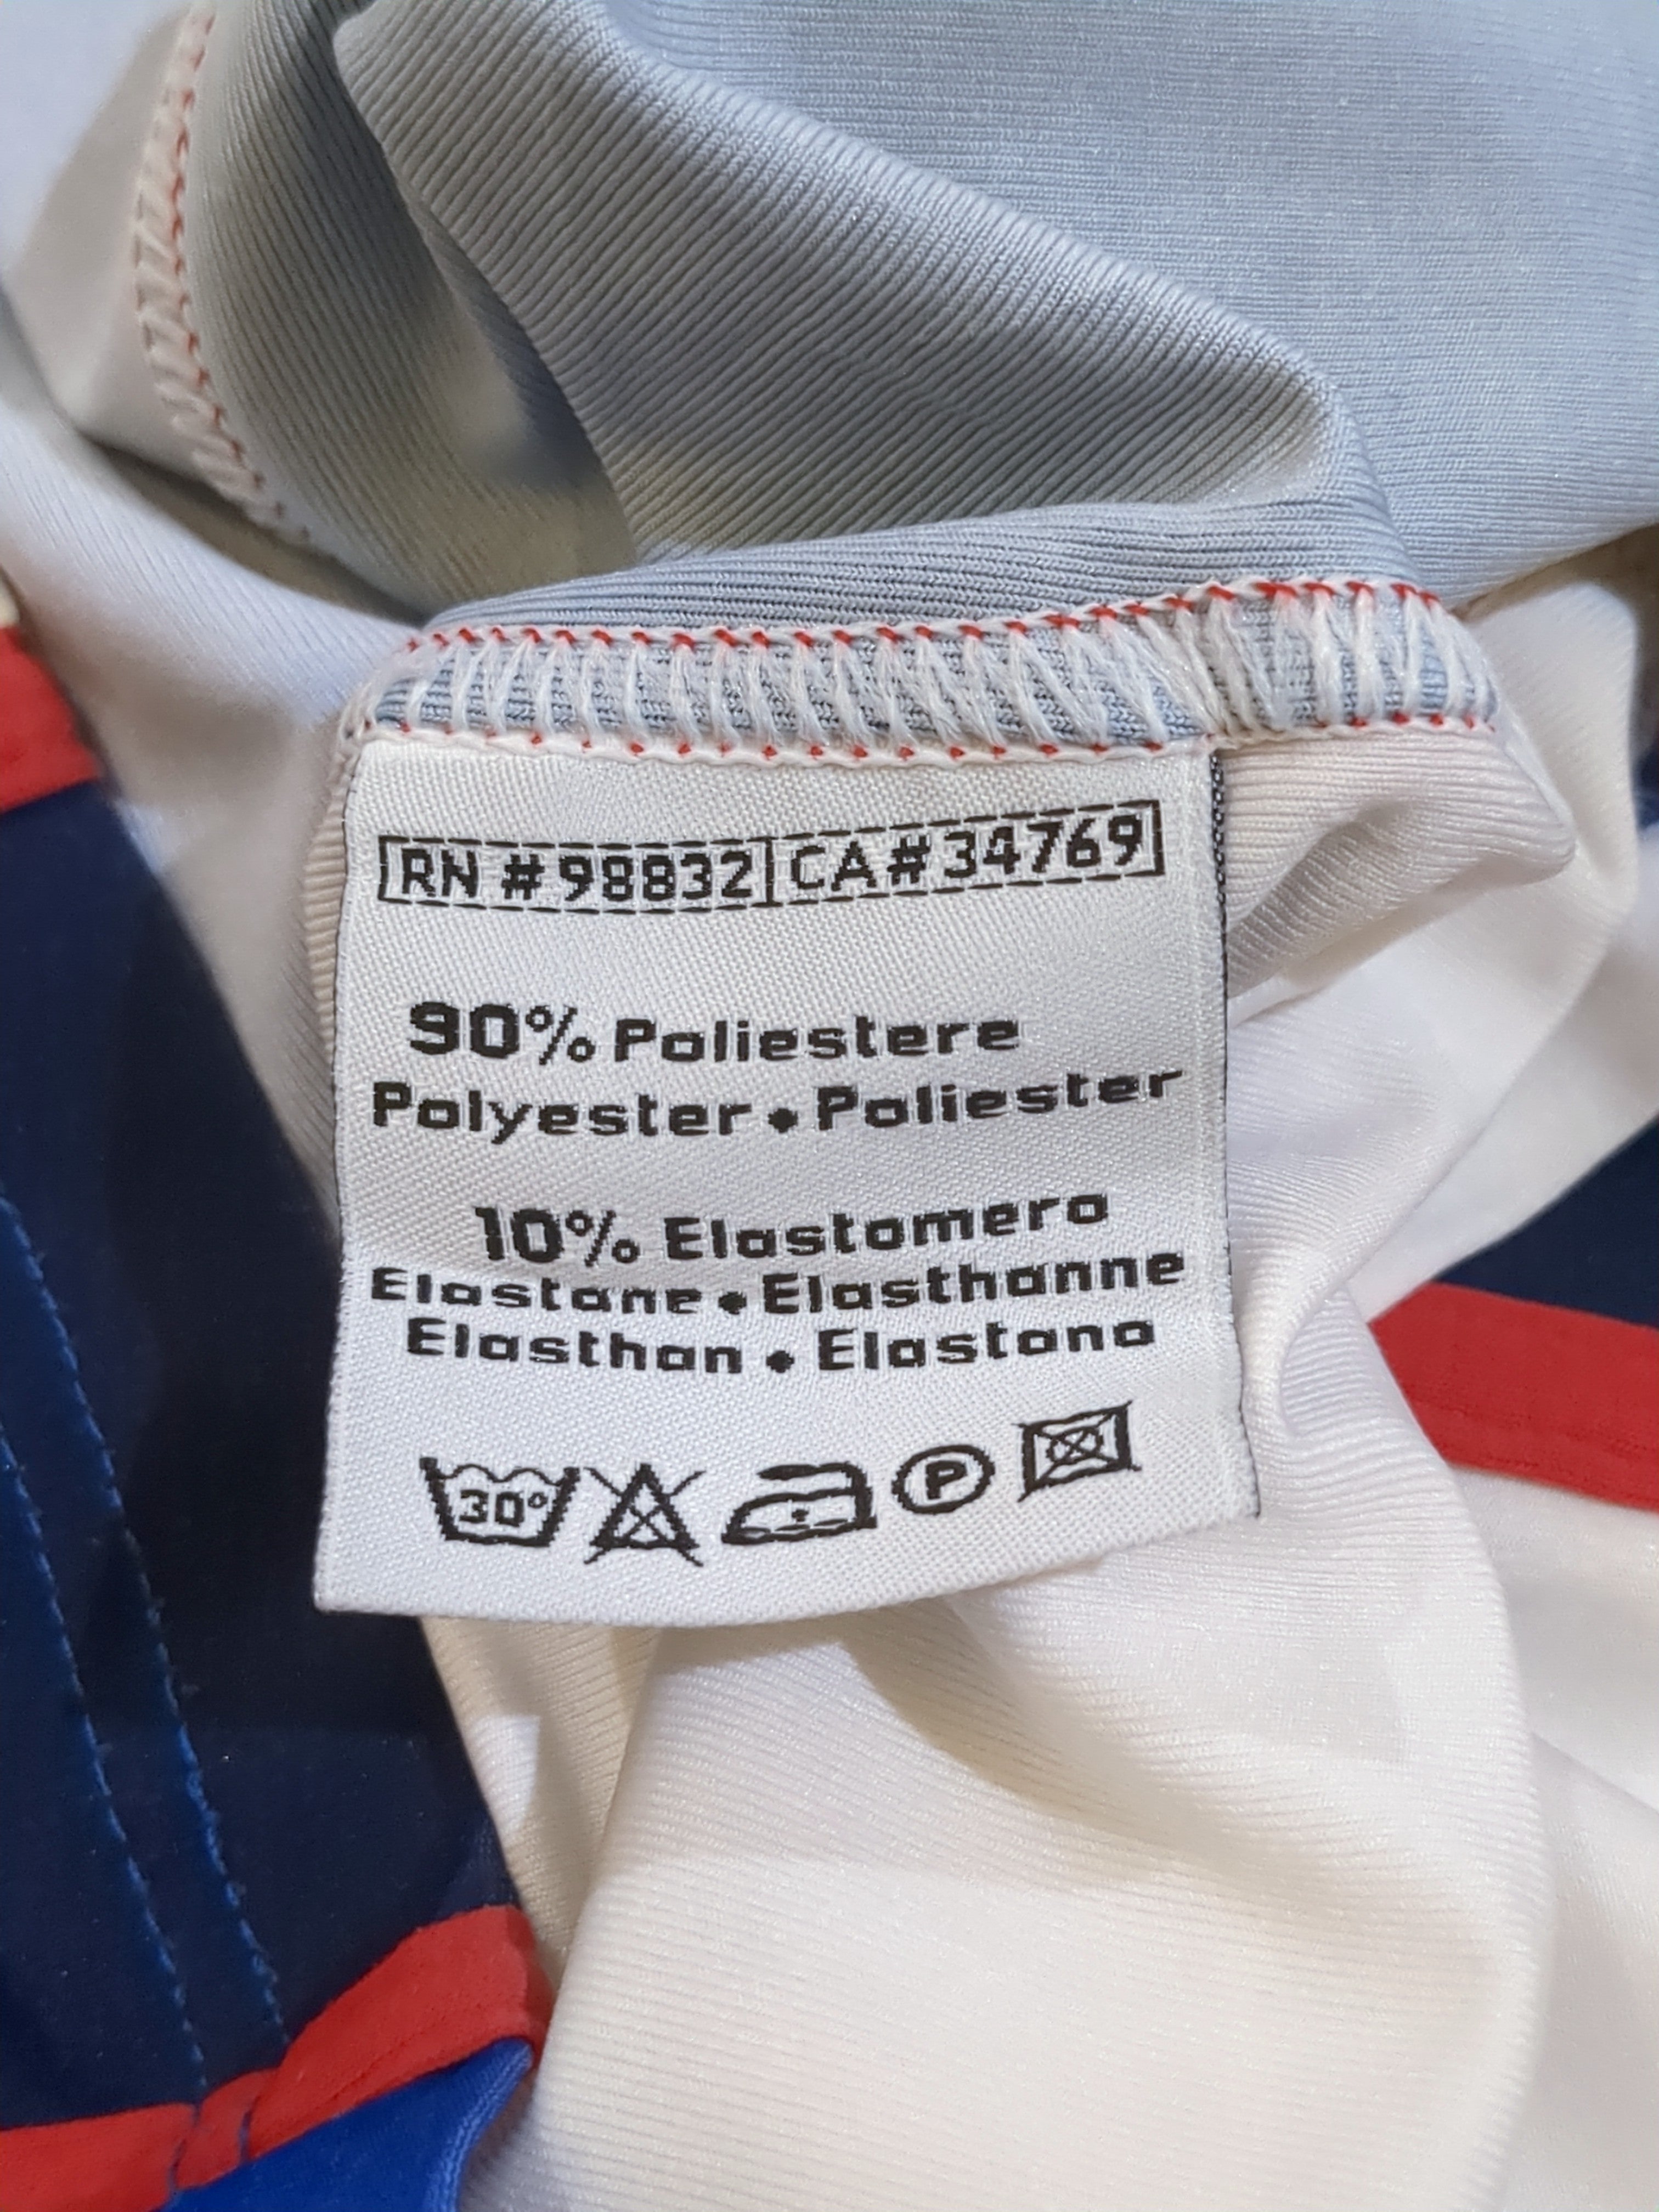 RN #98832 CA#34769
90% Poliestere
Polyester • Poliester
10% Elastomero
Elastane • Elasthanne
Elasthan • Elastano
30° P